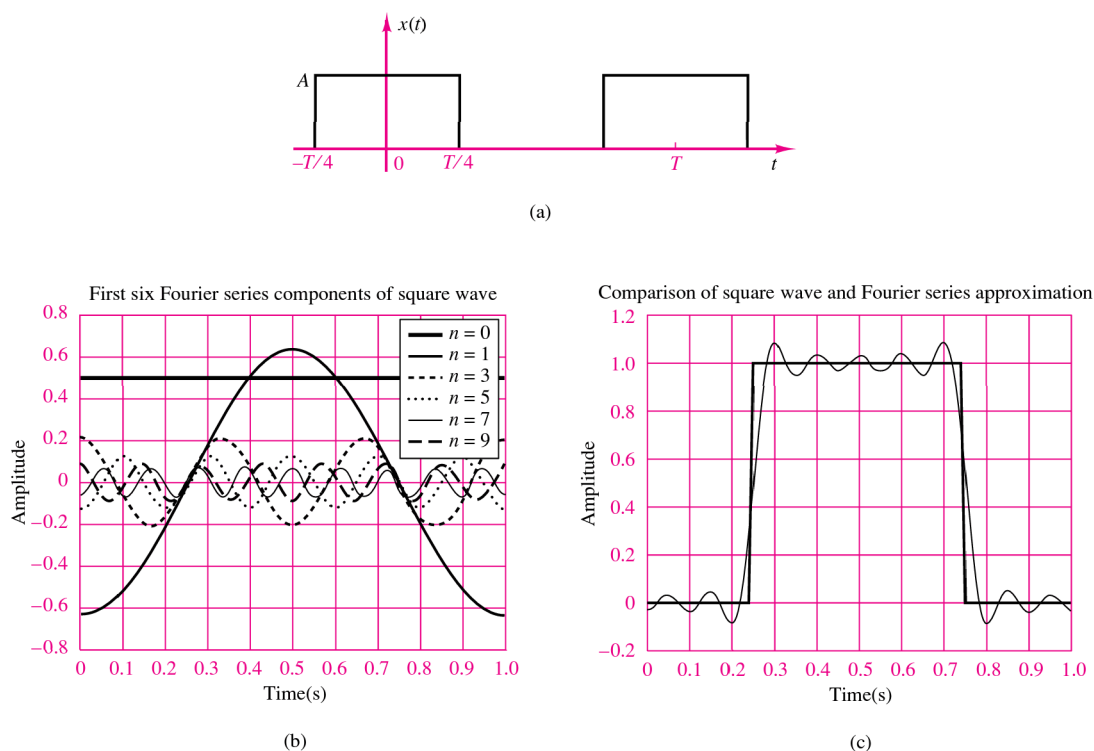 x(t)
A
–T/4 0 T/4 T t
(a)
First six Fourier series components of square wave
0.8
0.6
0.4
0.2
0
–0.2
–0.4
–0.6
–0.8
Amplitude
n = 0
n = 1
n = 3
n = 5
n = 7
n = 9
0 0.1 0.2 0.3 0.4 0.5 0.6 0.7 0.8 0.9 1.0
Time(s)
(b)
Comparison of square wave and Fourier series approximation
1.2
1.0
0.8
0.6
0.4
0.2
0
–0.2
Amplitude
0 0.1 0.2 0.3 0.4 0.5 0.6 0.7 0.8 0.9 1.0
Time(s)
(c)